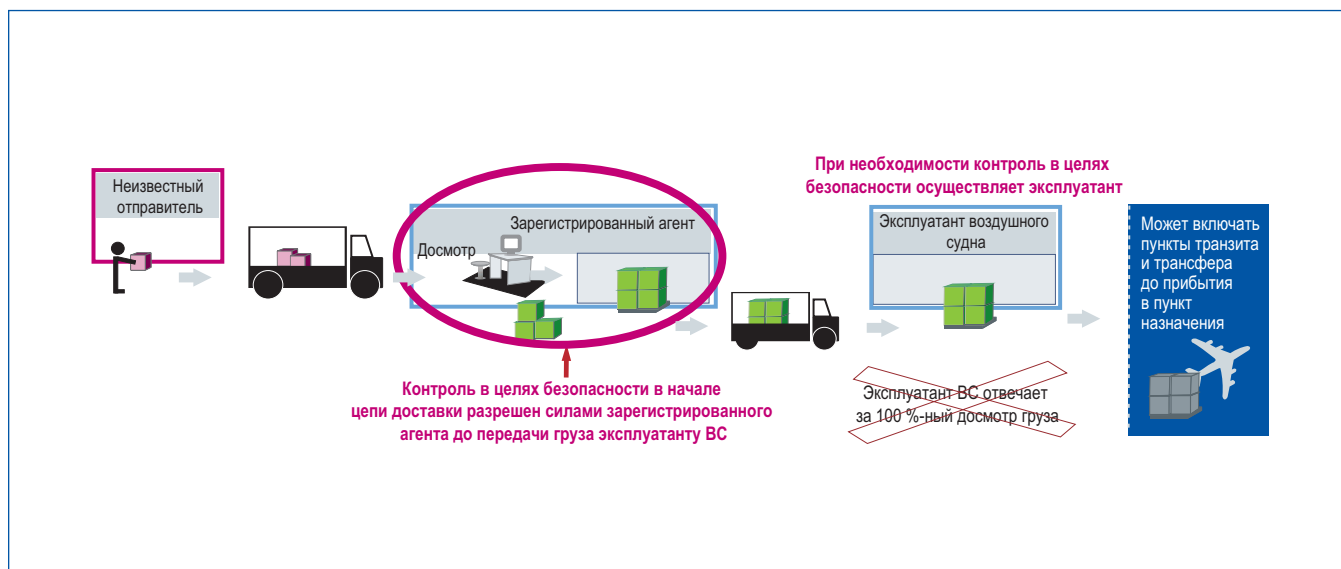 Неизвестный
отправитель
Досмотр
Зарегистрированный агент
Контроль в целях безопасности в начале
цепи доставки разрешен силами зарегистрированного
агента до передачи груза эксплуатанту ВС
При необходимости контроль в целях
безопасности осуществляет эксплуатант
Эксплуатант воздушного
судна
Эксплуатант ВС отвечает
за 100 %-ный досмотр груза
Может включать
пункты транзита
и трансфера
до прибытия
в пункт
назначения